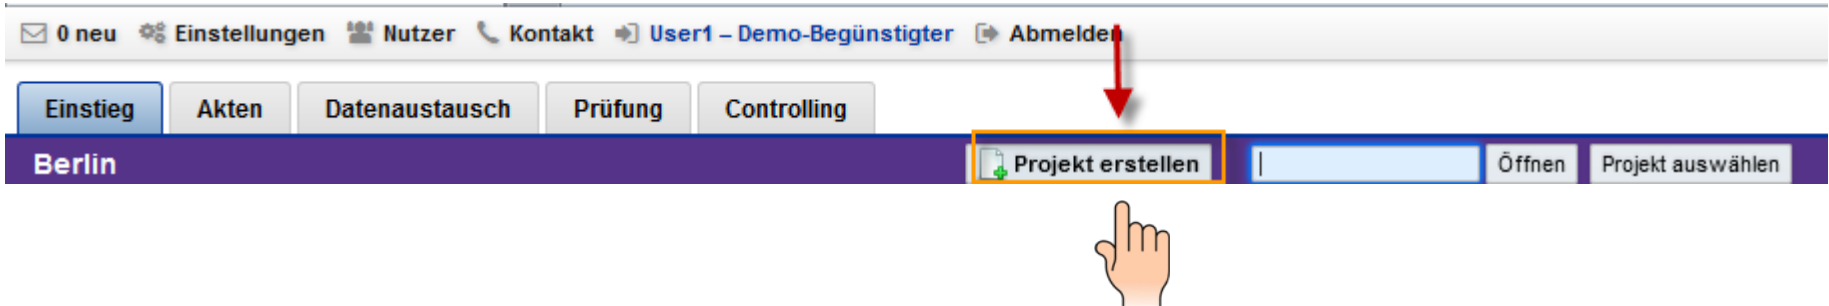 0 neu Einstellungen Nutzer Kontakt User1 – Demo-Begünstigter Abmelden
Einstieg Akten Datenaustausch Prüfung Controlling
Berlin Projekt erstellen Öffnen Projekt auswählen